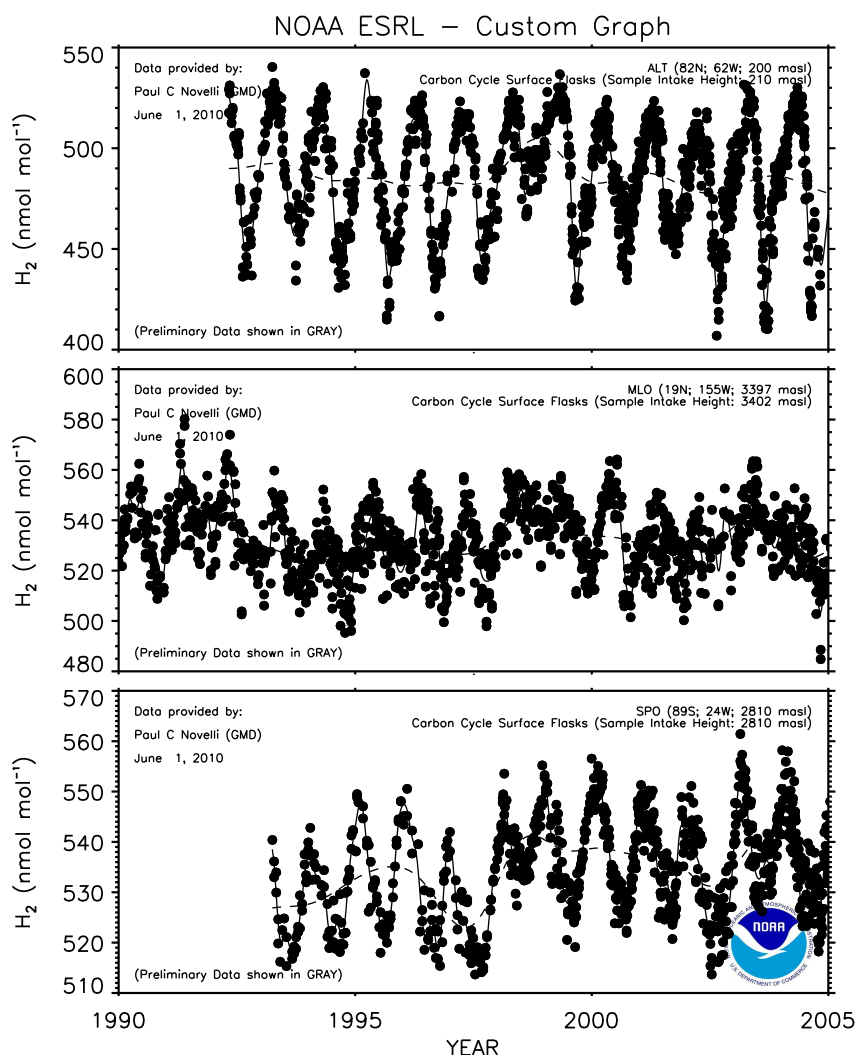 NOAA ESRL – Custom Graph
550
500
450
400
H₂ (nmol mol⁻¹)
Data provided by:
Paul C Novelli (GMD)
June 1, 2010
ALT (82N; 62W; 200 masl)
Carbon Cycle Surface Flasks (Sample Intake Height: 210 masl)
(Preliminary Data shown in GRAY)
600
580
560
540
520
500
480
H₂ (nmol mol⁻¹)
Data provided by:
Paul C Novelli (GMD)
June 1, 2010
MLO (19N; 155W; 3397 masl)
Carbon Cycle Surface Flasks (Sample Intake Height: 3402 masl)
(Preliminary Data shown in GRAY)
570
560
550
540
530
520
510
H₂ (nmol mol⁻¹)
Data provided by:
Paul C Novelli (GMD)
June 1, 2010
SPO (89S; 24W; 2810 masl)
Carbon Cycle Surface Flasks (Sample Intake Height: 2810 masl)
(Preliminary Data shown in GRAY)
NOAA
U.S. DEPARTMENT OF COMMERCE
1990
1995
2000
2005
YEAR